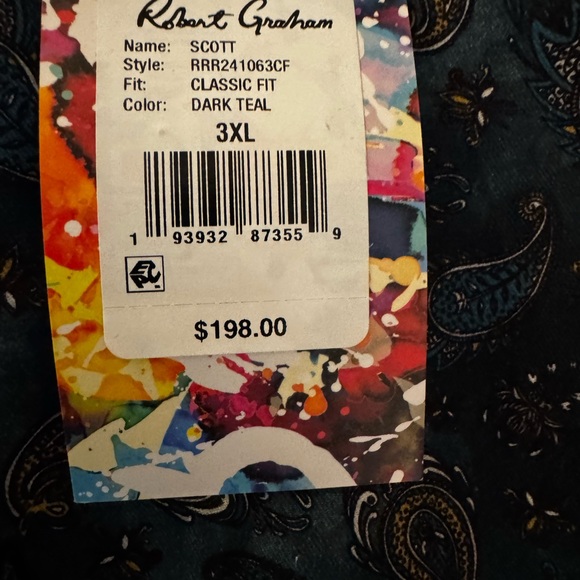 Robert Graham
Name: SCOTT
Style: RRR241063CF
Fit: CLASSIC FIT
Color: DARK TEAL
3XL
1 93932 87355 9
$198.00